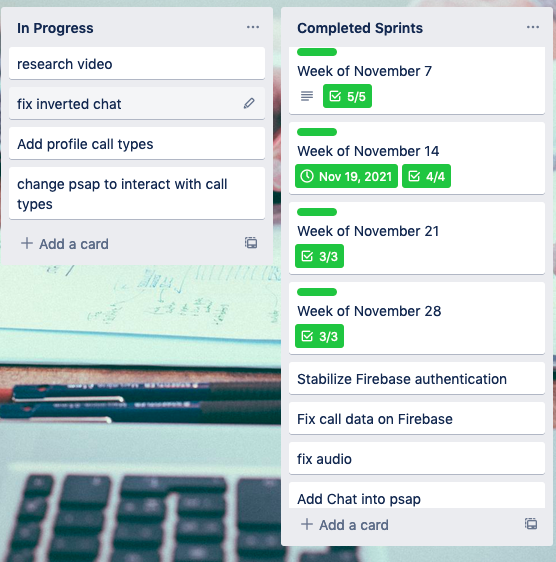 In Progress
research video
fix inverted chat
Add profile call types
change psap to interact with call
types
Add a card
Completed Sprints
Week of November 7
5/5
Week of November 14
Nov 19, 2021 4/4
Week of November 21
3/3
Week of November 28
3/3
Stabilize Firebase authentication
Fix call data on Firebase
fix audio
Add Chat into psap
Add a card